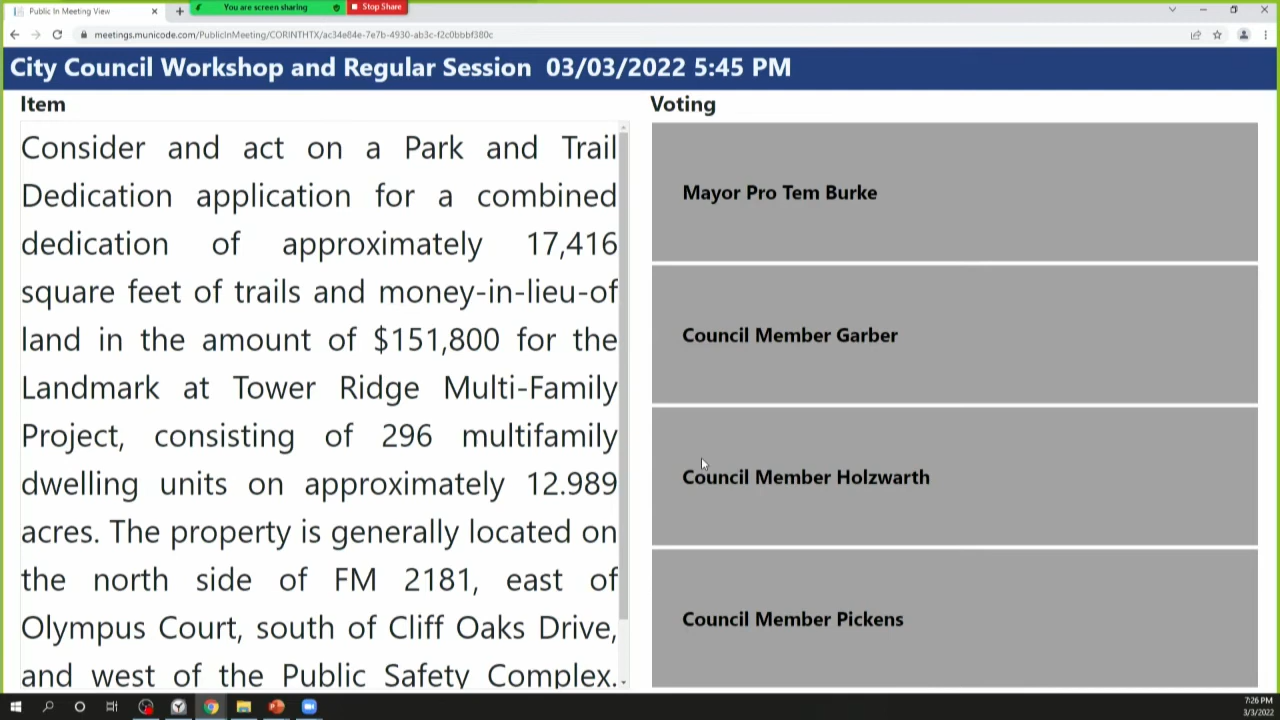 Public In Meeting View
You are screen sharing
Stop Share
meetings.municode.com/PublicInMeeting/CORINTHTX/ac34e84e-7e7b-4930-ab3c-f2c0bbbf380c
City Council Workshop and Regular Session 03/03/2022 5:45 PM
Item
Consider and act on a Park and Trail
Dedication application for a combined
dedication of approximately 17,416
square feet of trails and money-in-lieu-of
land in the amount of $151,800 for the
Landmark at Tower Ridge Multi-Family
Project, consisting of 296 multifamily
dwelling units on approximately 12.989
acres. The property is generally located on
the north side of FM 2181, east of
Olympus Court, south of Cliff Oaks Drive,
and west of the Public Safety Complex.
Voting
Mayor Pro Tem Burke
Council Member Garber
Council Member Holzwarth
Council Member Pickens
7:26 PM
3/3/2022